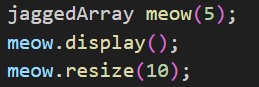 jaggedArray meow(5);
meow.display();
meow.resize(10);